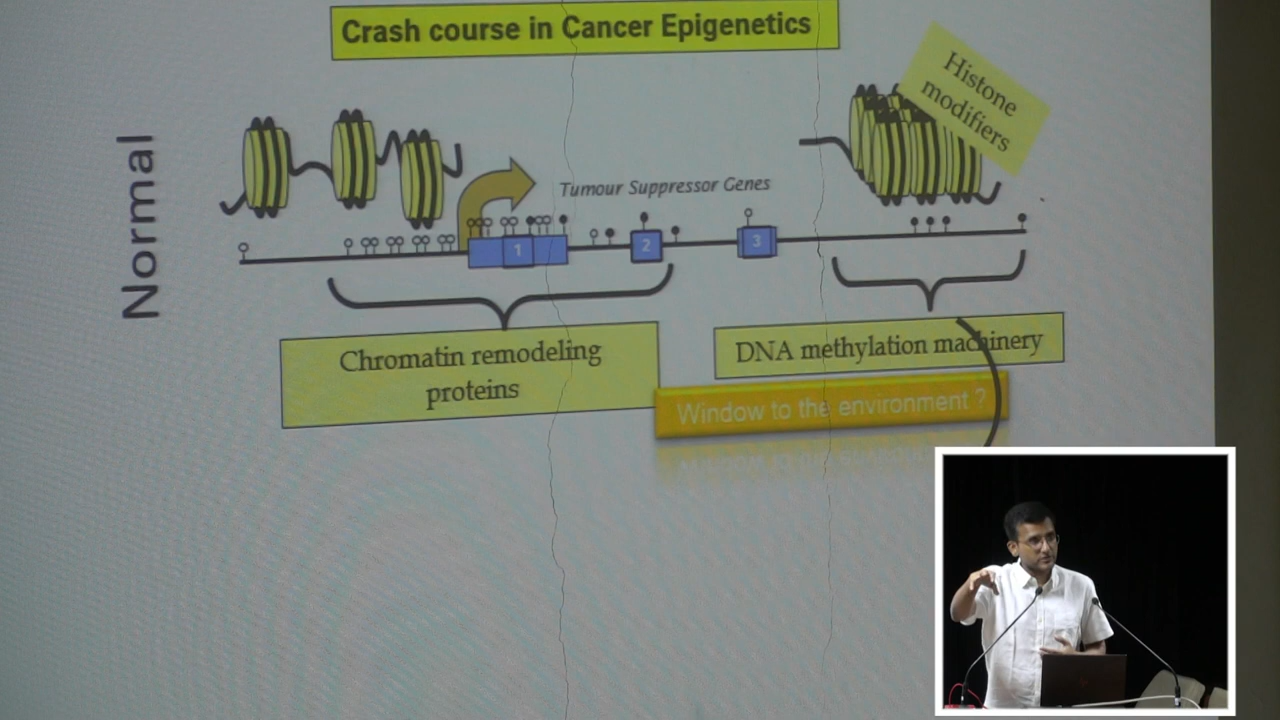 Crash course in Cancer Epigenetics
Histone
modifiers
Normal
Tumour Suppressor Genes
1
2
3
Chromatin remodeling
proteins
DNA methylation machinery
Window to the environment ?